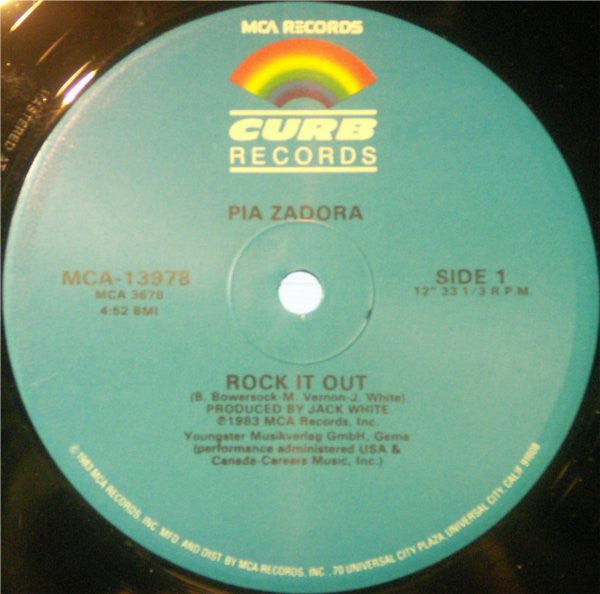 MCA RECORDS
CURB
RECORDS
PIA ZADORA
MCA-13978
MCA 3678
4:52 BMI
SIDE 1
12" 33 1/3 R.P.M.
ROCK IT OUT
(B. Bowersock-M. Vernon-J. White)
PRODUCED BY JACK WHITE
℗1983 MCA Records, Inc.
Youngster Musikverlag GmbH, Gema
(performance administered USA &
Canada-Careers Music, Inc.)
©1983 MCA RECORDS, INC. MFD. AND DIST. BY MCA RECORDS, INC., 70 UNIVERSAL CITY PLAZA, UNIVERSAL CITY, CALIF 91608
MASTERED AT